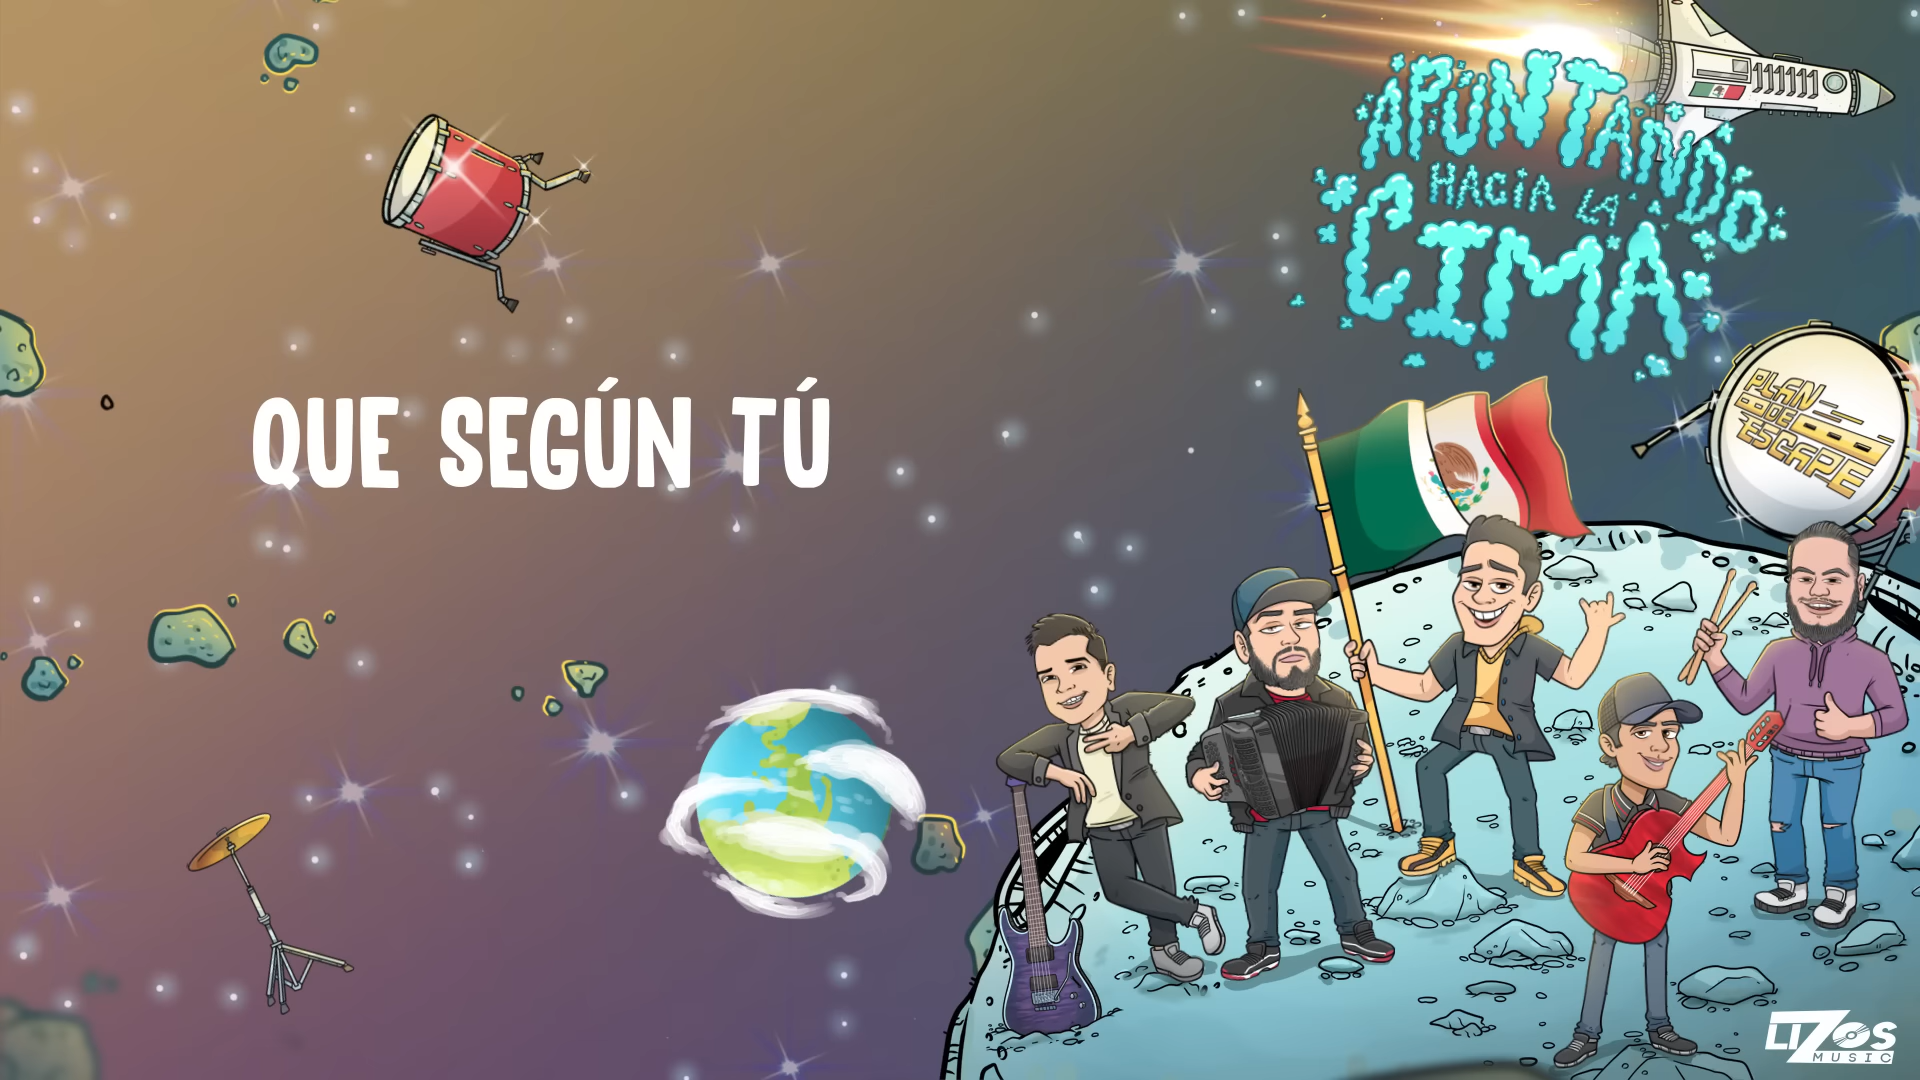 APUNTANDO
HACIA LA
CIMA
QUE SEGÚN TÚ
PLAN
DE
ESCAPE
LIZOS
MUSIC